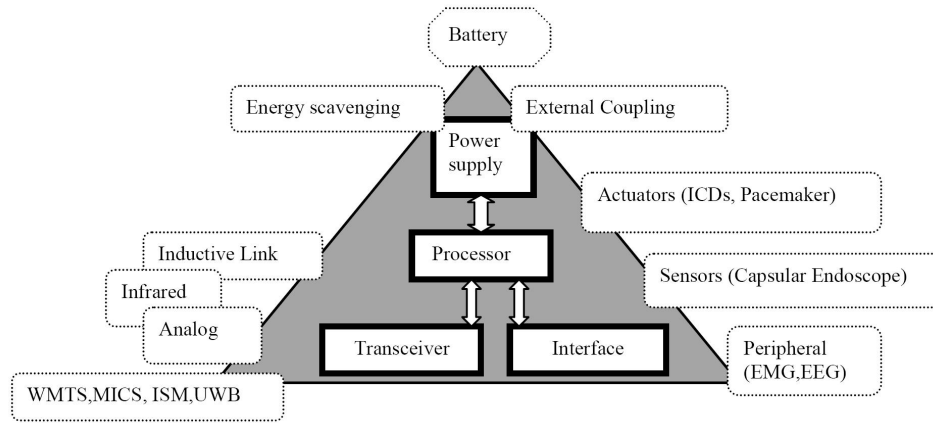 Battery
Energy scavenging
External Coupling
Power
supply
Actuators (ICDs, Pacemaker)
Inductive Link
Processor
Sensors (Capsular Endoscope)
Infrared
Analog
Transceiver
Interface
Peripheral
(EMG,EEG)
WMTS,MICS, ISM,UWB